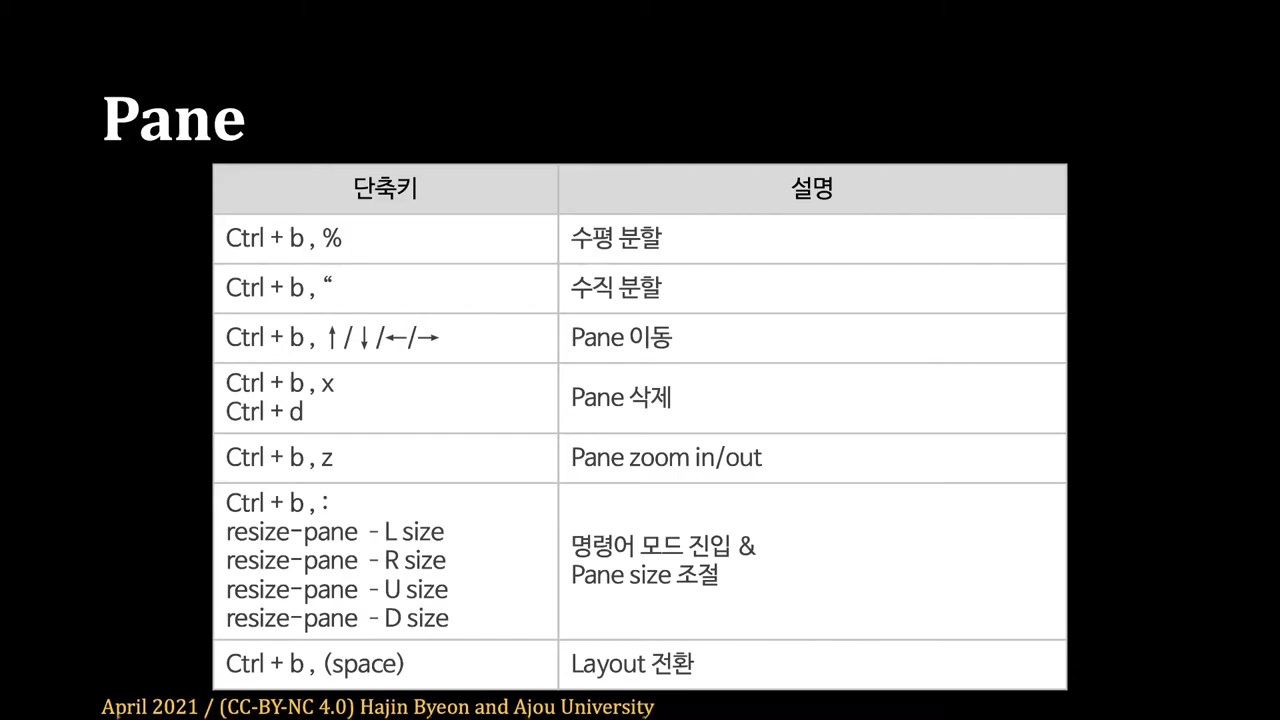 Pane
단축키 설명
Ctrl + b , % 수평 분할
Ctrl + b , “ 수직 분할
Ctrl + b , ↑/↓/←/→ Pane 이동
Ctrl + b , x
Ctrl + d
Pane 삭제
Ctrl + b , z Pane zoom in/out
Ctrl + b , :
resize-pane -L size
resize-pane -R size
resize-pane -U size
resize-pane -D size
명령어 모드 진입 &
Pane size 조절
Ctrl + b , (space) Layout 전환
April 2021 / (CC-BY-NC 4.0) Hajin Byeon and Ajou University